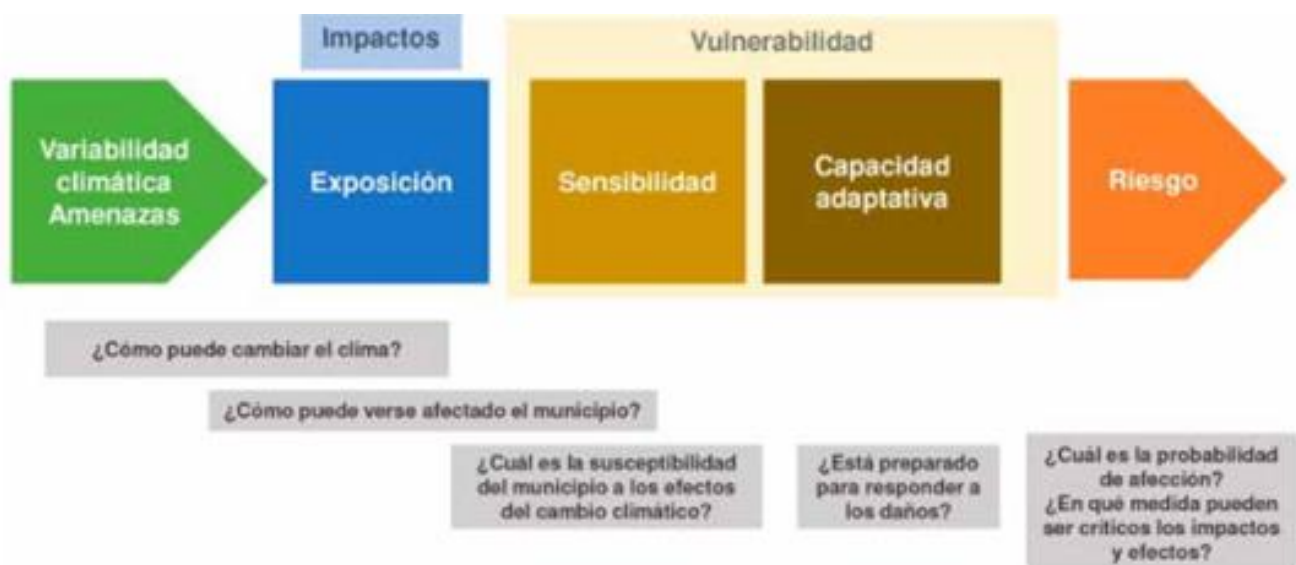 Impactos
Vulnerabilidad
Variabilidad
climática
Amenazas
Exposición
Sensibilidad
Capacidad
adaptativa
Riesgo
¿Cómo puede cambiar el clima?
¿Cómo puede verse afectado el municipio?
¿Cuál es la susceptibilidad
del municipio a los efectos
del cambio climático?
¿Está preparado
para responder a
los daños?
¿Cuál es la probabilidad
de afección?
¿En qué medida pueden
ser críticos los impactos
y efectos?